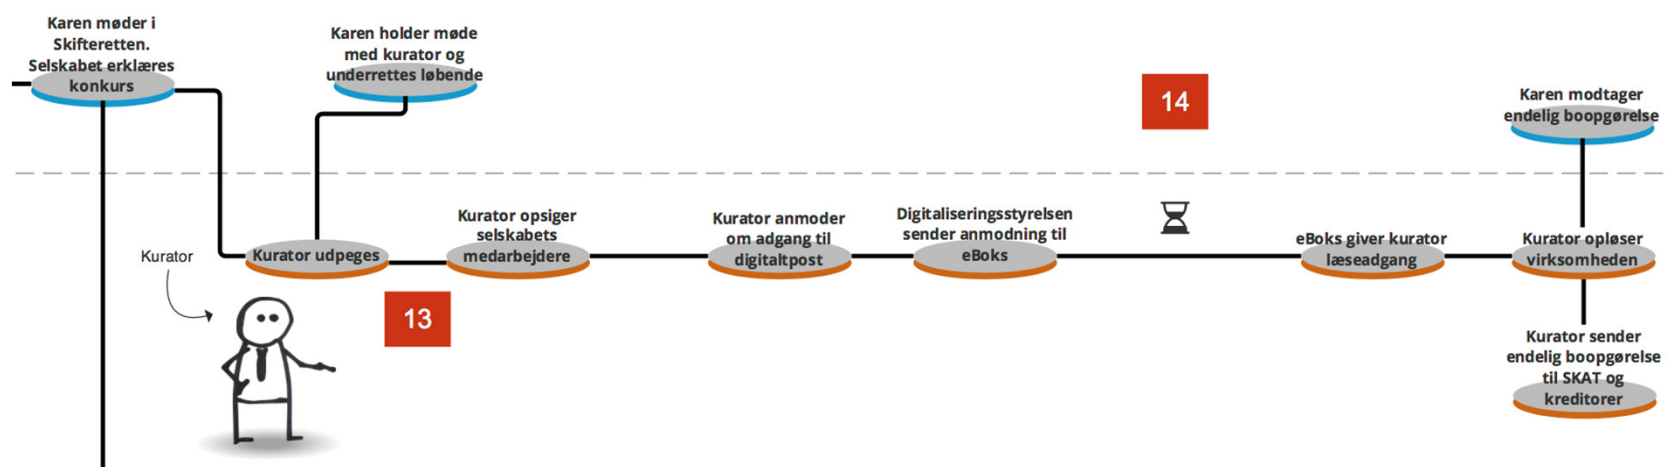 Karen møder i
Skifteretten.
Selskabet erklæres
konkurs
Karen holder møde
med kurator og
underrettes løbende
14
Karen modtager
endelig boopgørelse
Kurator
Kurator udpeges
Kurator opsiger
selskabets
medarbejdere
13
Kurator anmoder
om adgang til
digitaltpost
Digitaliseringsstyrelsen
sender anmodning til
eBoks
eBoks giver kurator
læseadgang
Kurator opløser
virksomheden
Kurator sender
endelig boopgørelse
til SKAT og
kreditorer